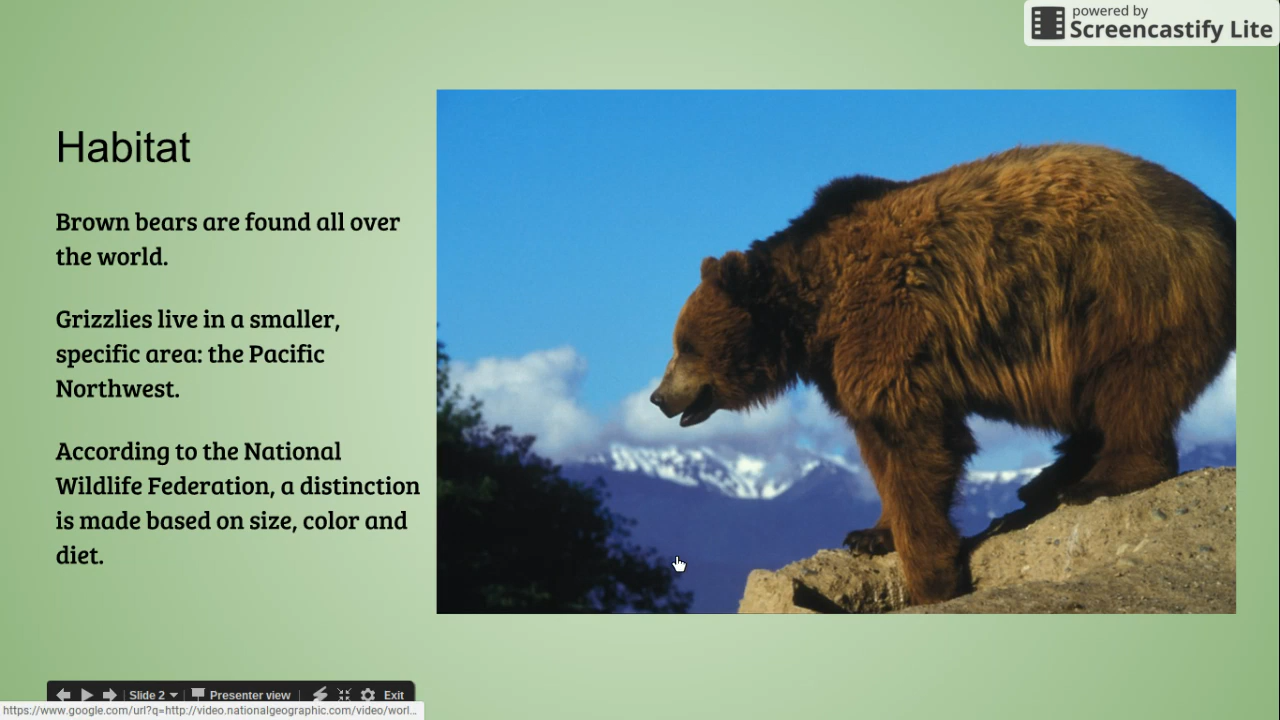 powered by
Screencastify Lite
Habitat
Brown bears are found all over
the world.
Grizzlies live in a smaller,
specific area: the Pacific
Northwest.
According to the National
Wildlife Federation, a distinction
is made based on size, color and
diet.
Slide 2
Presenter view
Exit
https://www.google.com/url?q=http://video.nationalgeographic.com/video/worl...